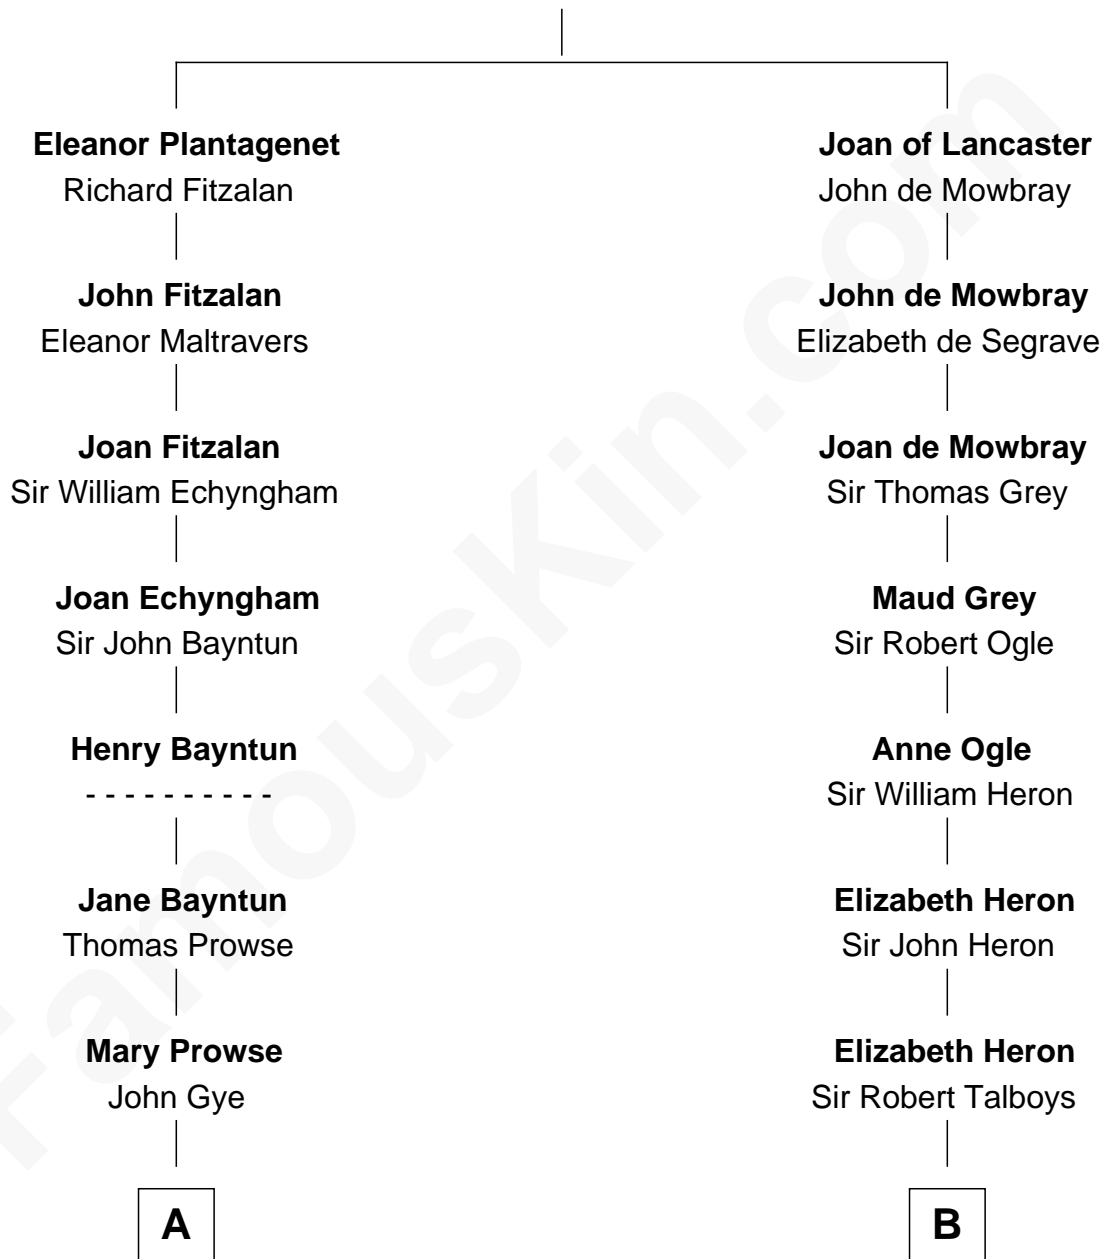 Eleanor Plantagenet
Richard Fitzalan
John Fitzalan
Eleanor Maltravers
Joan Fitzalan
Sir William Echyngham
Joan Echyngham
Sir John Bayntun
Henry Bayntun
- - - - - - - - - -
Jane Bayntun
Thomas Prowse
Mary Prowse
John Gye
A
Joan of Lancaster
John de Mowbray
John de Mowbray
Elizabeth de Segrave
Joan de Mowbray
Sir Thomas Grey
Maud Grey
Sir Robert Ogle
Anne Ogle
Sir William Heron
Elizabeth Heron
Sir John Heron
Elizabeth Heron
Sir Robert Talboys
B
FamousKin.com